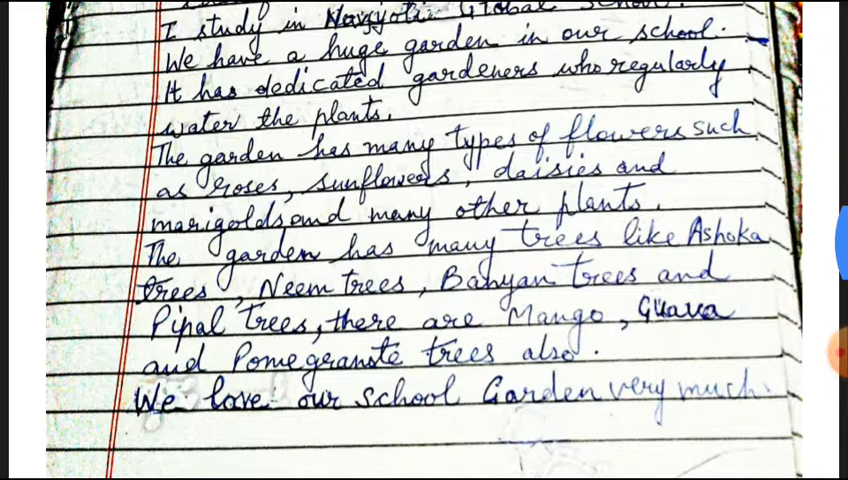 I study in Navjyoti Global School.
We have a huge garden in our school.
It has dedicated gardeners who regularly
water the plants.
The garden has many types of flowers such
as roses, sunflowers, daisies and
marigolds and many other plants.
The garden has many trees like Ashoka
trees, Neem trees, Banyan trees and
Pipal Trees, there are Mango, Guava
and Pomegranate trees also.
We love our school Garden very much.